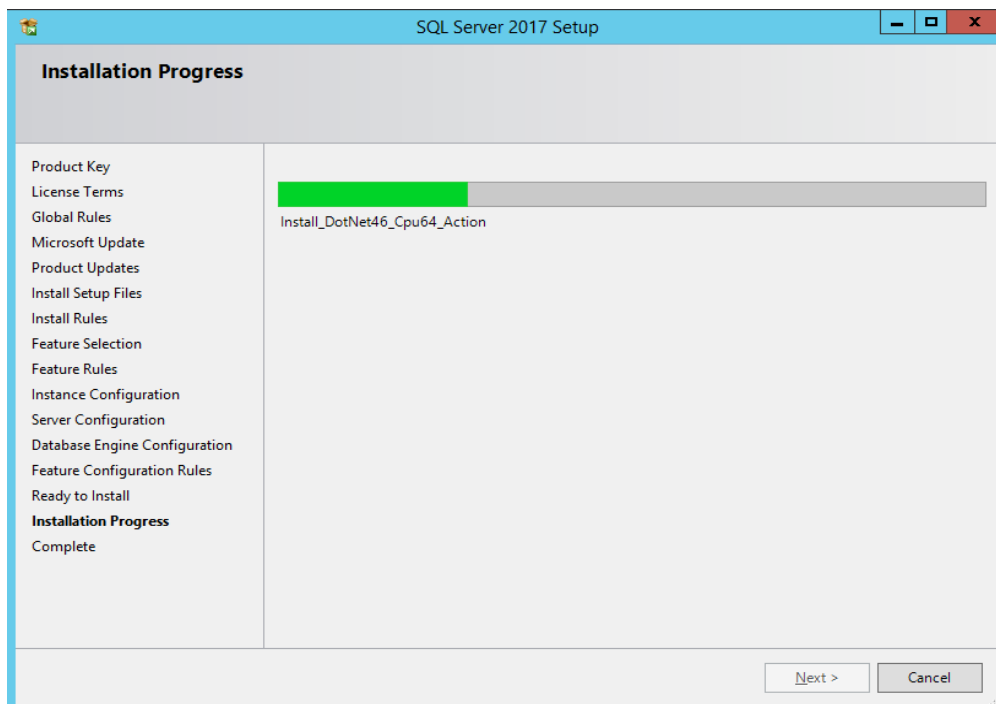 SQL Server 2017 Setup
Installation Progress
Product Key
License Terms
Global Rules
Microsoft Update
Product Updates
Install Setup Files
Install Rules
Feature Selection
Feature Rules
Instance Configuration
Server Configuration
Database Engine Configuration
Feature Configuration Rules
Ready to Install
Installation Progress
Complete
Install_DotNet46_Cpu64_Action
Next >
Cancel